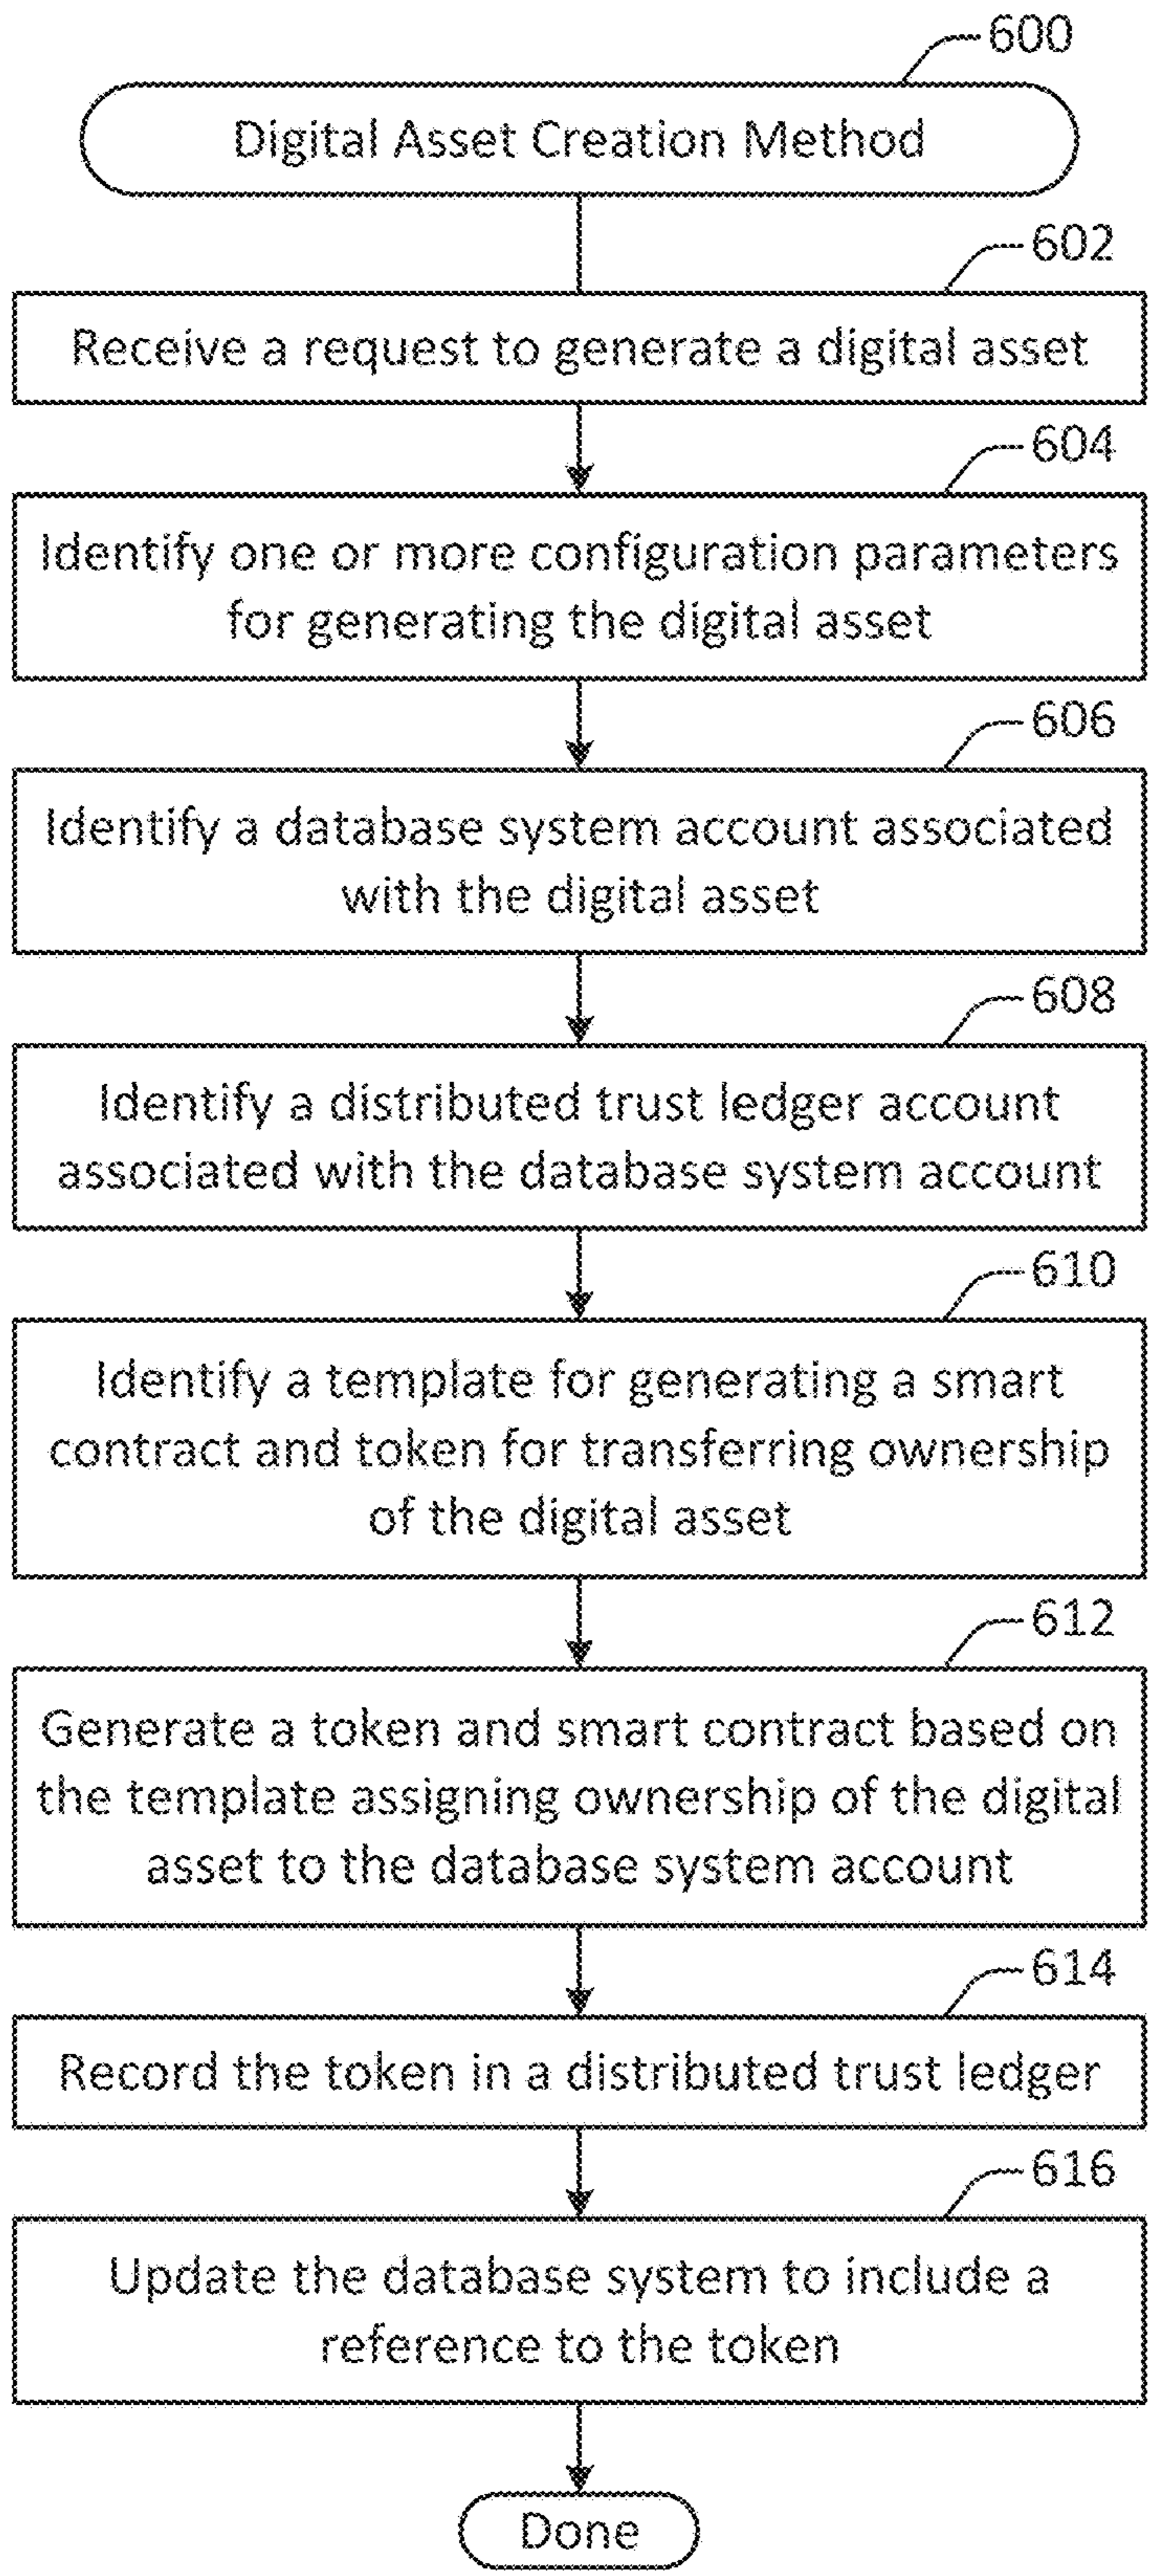 600
Digital Asset Creation Method
602
Receive a request to generate a digital asset
604
Identify one or more configuration parameters
for generating the digital asset
606
Identify a database system account associated
with the digital asset
608
Identify a distributed trust ledger account
associated with the database system account
610
Identify a template for generating a smart
contract and token for transferring ownership
of the digital asset
612
Generate a token and smart contract based on
the template assigning ownership of the digital
asset to the database system account
614
Record the token in a distributed trust ledger
616
Update the database system to include a
reference to the token
Done